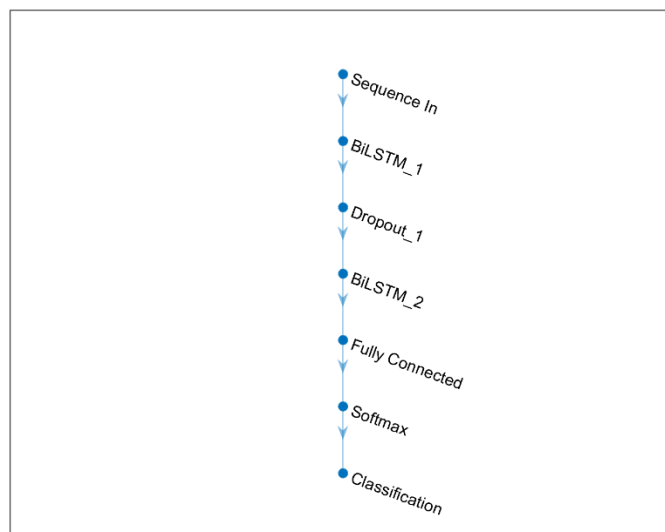 Sequence In
BiLSTM_1
Dropout_1
BiLSTM_2
Fully Connected
Softmax
Classification